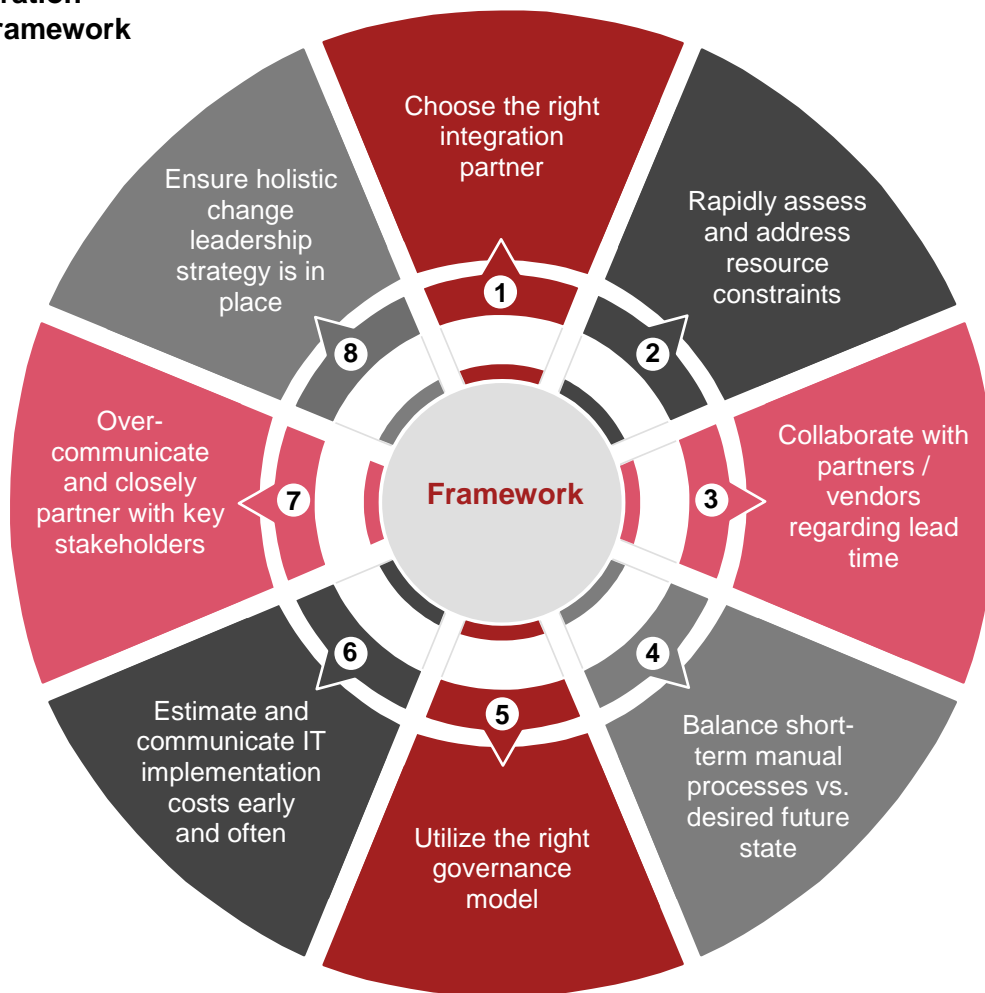 ration
ramework
Choose the right
integration
partner
1
Rapidly assess
and address
resource
constraints
2
Collaborate with
partners /
vendors
regarding lead
time
3
Balance short-
term manual
processes vs.
desired future
state
4
Utilize the right
governance
model
5
Estimate and
communicate IT
implementation
costs early
and often
6
Over-
communicate
and closely
partner with key
stakeholders
7
Ensure holistic
change
leadership
strategy is in
place
8
Framework